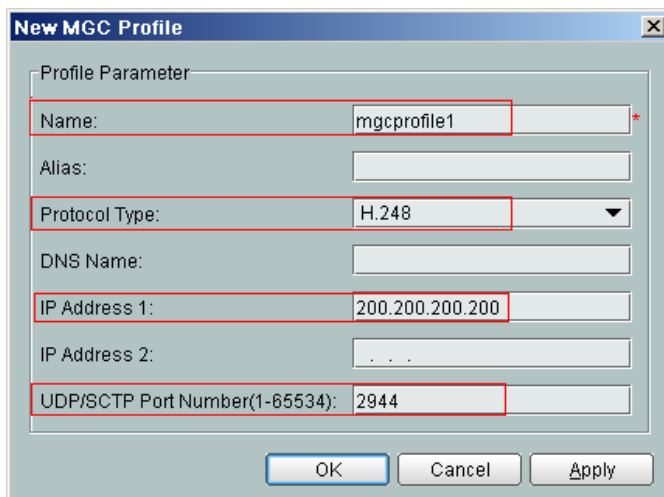 New MGC Profile
Profile Parameter
Name: mgcprofile1 *
Alias:
Protocol Type: H.248
DNS Name:
IP Address 1: 200.200.200.200
IP Address 2: . . .
UDP/SCTP Port Number(1-65534): 2944
OK Cancel Apply